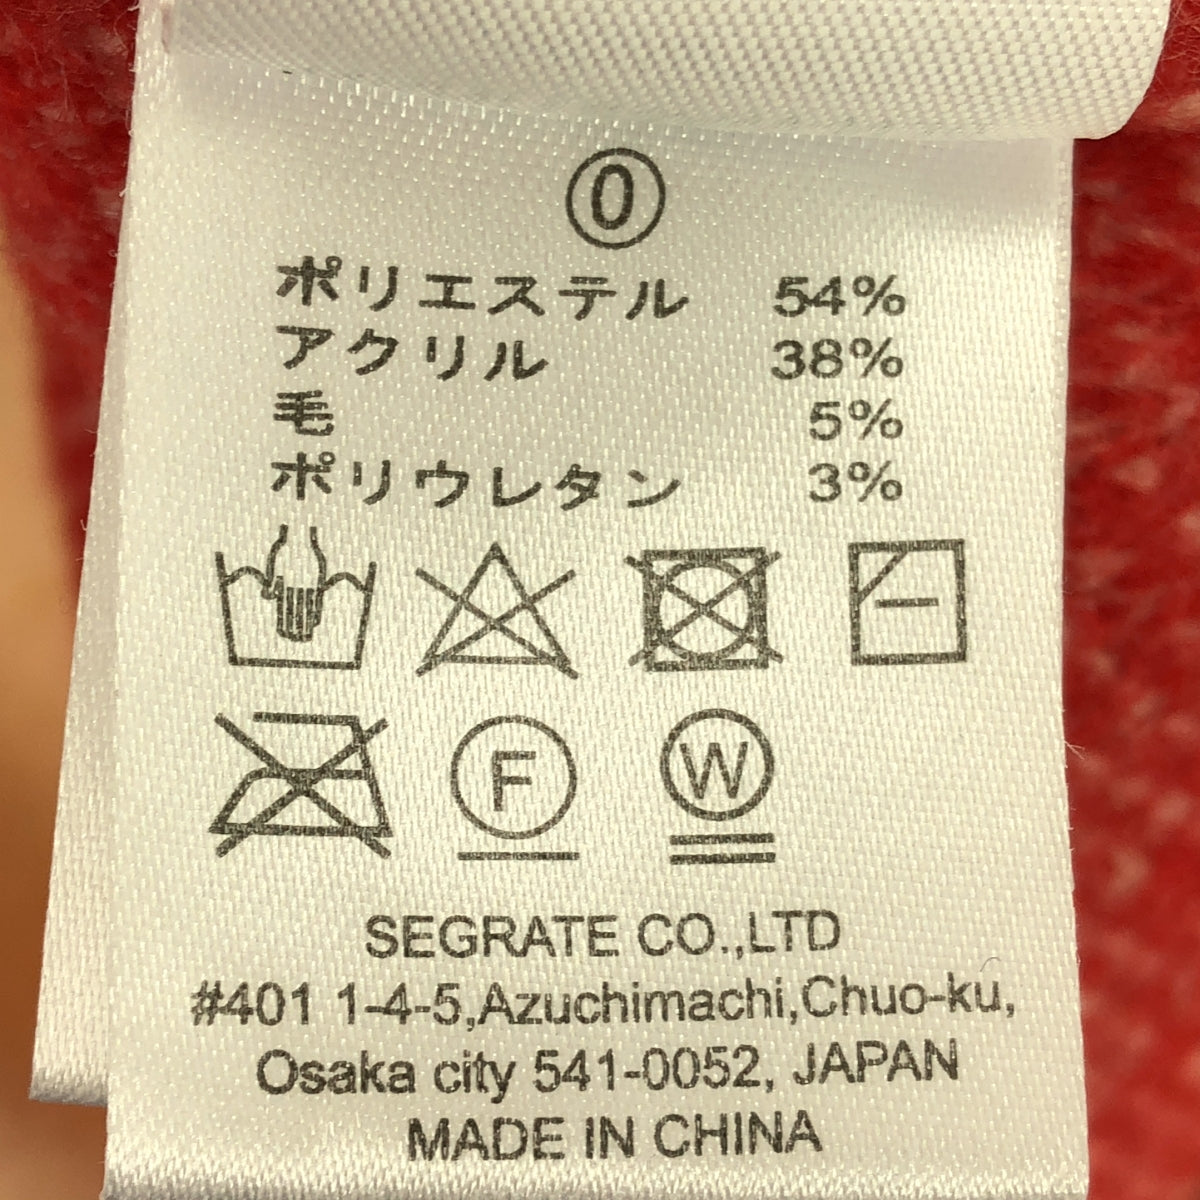 0
ポリエステル 54%
アクリル 38%
毛 5%
ポリウレタン 3%
F W
SEGRATE CO.,LTD
#401 1-4-5,Azuchimachi,Chuo-ku,
Osaka city 541-0052, JAPAN
MADE IN CHINA